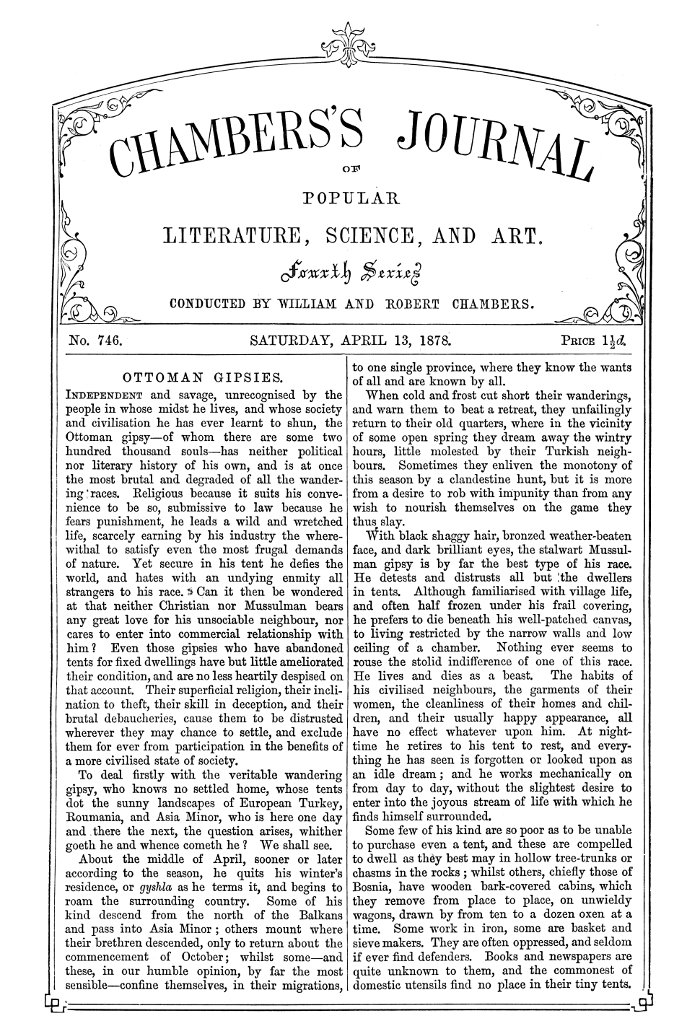 CHAMBERS'S JOURNAL
OF
POPULAR
LITERATURE, SCIENCE, AND ART.
Fourth Series
CONDUCTED BY WILLIAM AND ROBERT CHAMBERS.
No. 746.
SATURDAY, APRIL 13, 1878.
PRICE 1½d.
OTTOMAN GIPSIES.
INDEPENDENT and savage, unrecognised by the
people in whose midst he lives, and whose society
and civilisation he has ever learnt to shun, the
Ottoman gipsy—of whom there are some two
hundred thousand souls—has neither political
nor literary history of his own, and is at once
the most brutal and degraded of all the wander-
ing races. Religious because it suits his conve-
nience to be so, submissive to law because he
fears punishment, he leads a wild and wretched
life, scarcely earning by his industry the where-
withal to satisfy even the most frugal demands
of nature. Yet secure in his tent he defies the
world, and hates with an undying enmity all
strangers to his race. Can it then be wondered
at that neither Christian nor Mussulman bears
any great love for his unsociable neighbour, nor
cares to enter into commercial relationship with
him? Even those gipsies who have abandoned
tents for fixed dwellings have but little ameliorated
their condition, and are no less heartily despised on
that account. Their superficial religion, their incli-
nation to theft, their skill in deception, and their
brutal debaucheries, cause them to be distrusted
wherever they may chance to settle, and exclude
them for ever from participation in the benefits of
a more civilised state of society.
To deal firstly with the veritable wandering
gipsy, who knows no settled home, whose tents
dot the sunny landscapes of European Turkey,
Roumania, and Asia Minor, who is here one day
and there the next, the question arises, whither
goeth he and whence cometh he? We shall see.
About the middle of April, sooner or later
according to the season, he quits his winter's
residence, or gyshla as he terms it, and begins to
roam the surrounding country. Some of his
kind descend from the north of the Balkans
and pass into Asia Minor; others mount where
their brethren descended, only to return about the
commencement of October; whilst some—and
these, in our humble opinion, by far the most
sensible—confine themselves, in their migrations,
to one single province, where they know the wants
of all and are known by all.
When cold and frost cut short their wanderings,
and warn them to beat a retreat, they unfailingly
return to their old quarters, where in the vicinity
of some open spring they dream away the wintry
hours, little molested by their Turkish neigh-
bours. Sometimes they enliven the monotony of
this season by a clandestine hunt, but it is more
from a desire to rob with impunity than from any
wish to nourish themselves on the game they
thus slay.
With black shaggy hair, bronzed weather-beaten
face, and dark brilliant eyes, the stalwart Mussul-
man gipsy is by far the best type of his race.
He detests and distrusts all but the dwellers
in tents. Although familiarised with village life,
and often half frozen under his frail covering,
he prefers to die beneath his well-patched canvas,
to living restricted by the narrow walls and low
ceiling of a chamber. Nothing ever seems to
rouse the stolid indifference of one of this race.
He lives and dies as a beast. The habits of
his civilised neighbours, the garments of their
women, the cleanliness of their homes and chil-
dren, and their usually happy appearance, all
have no effect whatever upon him. At night-
time he retires to his tent to rest, and every-
thing he has seen is forgotten or looked upon as
an idle dream; and he works mechanically on
from day to day, without the slightest desire to
enter into the joyous stream of life with which he
finds himself surrounded.
Some few of his kind are so poor as to be unable
to purchase even a tent, and these are compelled
to dwell as they best may in hollow tree-trunks or
chasms in the rocks; whilst others, chiefly those of
Bosnia, have wooden bark-covered cabins, which
they remove from place to place, on unwieldy
wagons, drawn by from ten to a dozen oxen at a
time. Some work in iron, some are basket and
sieve makers. They are often oppressed, and seldom
if ever find defenders. Books and newspapers are
quite unknown to them, and the commonest of
domestic utensils find no place in their tiny tents.